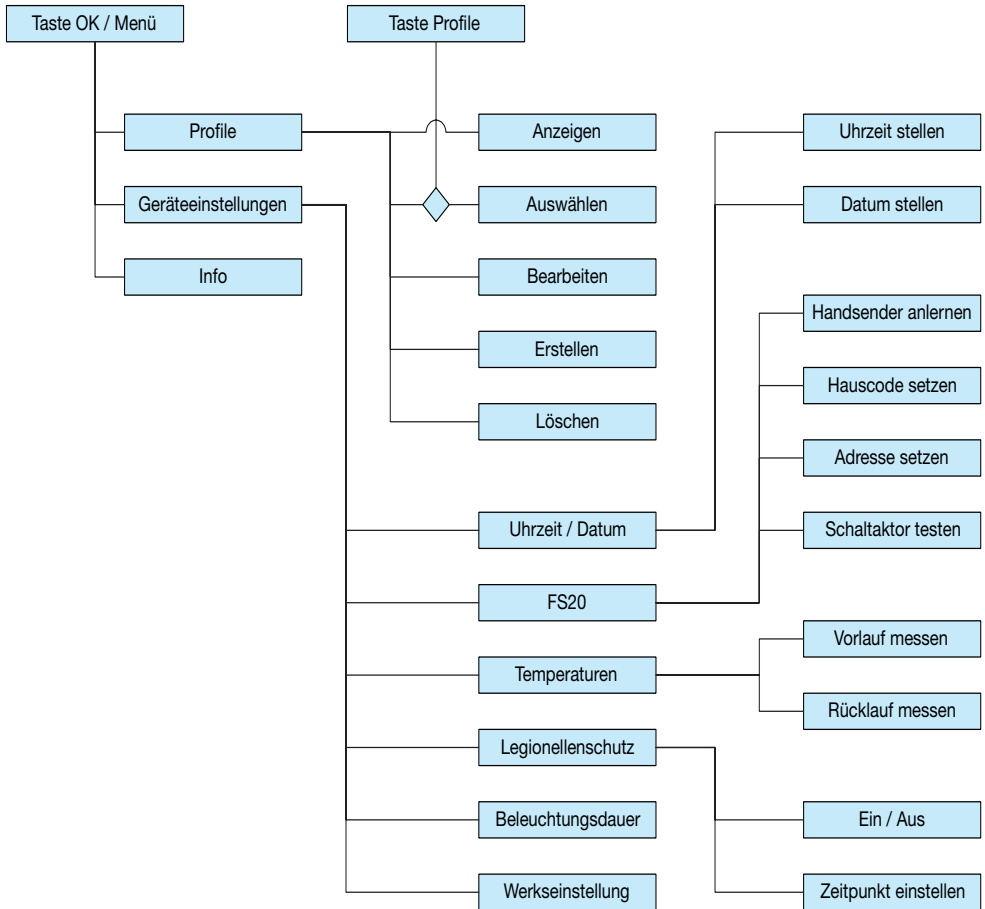 Taste OK / Menü
Taste Profile
Profile
Anzeigen
Uhrzeit stellen
Geräteeinstellungen
Auswählen
Datum stellen
Info
Bearbeiten
Handsender anlernen
Erstellen
Hauscode setzen
Löschen
Adresse setzen
Uhrzeit / Datum
Schaltaktor testen
FS20
Vorlauf messen
Temperaturen
Rücklauf messen
Legionellenschutz
Beleuchtungsdauer
Ein / Aus
Werkseinstellung
Zeitpunkt einstellen